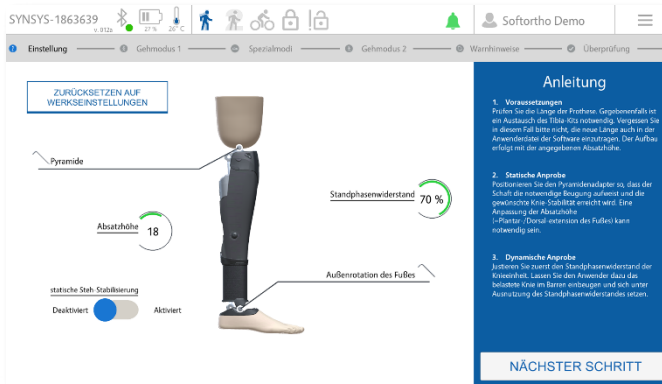 SYNSYS-1863639
v.012a
27 %
26° C
Softortho Demo
Einstellung
Gehmodus 1
Spezialmodi
Gehmodus 2
Warnhinweise
Überprüfung
ZURÜCKSETZEN AUF
WERKSEINSTELLUNGEN
Pyramide
Absatzhöhe
18
Standphasenwiderstand
70 %
Außenrotation des Fußes
statische Steh-Stabilisierung
Deaktiviert
Aktiviert
Anleitung
1. Voraussetzungen
Prüfen Sie die Länge der Prothese. Gegebenenfalls ist
ein Austausch des Tibia-Kits notwendig. Vergessen Sie
in diesem Fall bitte nicht, die neue Länge auch in der
Anwenderdatei der Software einzutragen. Der Aufbau
erfolgt mit der angegebenen Absatzhöhe.
2. Statische Anprobe
Positionieren Sie den Pyramidenadapter so, dass der
Schaft die notwendige Beugung aufweist und die
gewünschte Knie-Stabilität erreicht wird. Eine
Anpassung der Absatzhöhe
(=Plantar-/Dorsal-extension des Fußes) kann
notwendig sein.
3. Dynamische Anprobe
Justieren Sie zuerst den Standphasenwiderstand der
Knieeinheit. Lassen Sie den Anwender dazu das
belastete Knie im Barren einbeugen und sich unter
Ausnutzung des Standphasenwiderstandes setzen.
NÄCHSTER SCHRITT